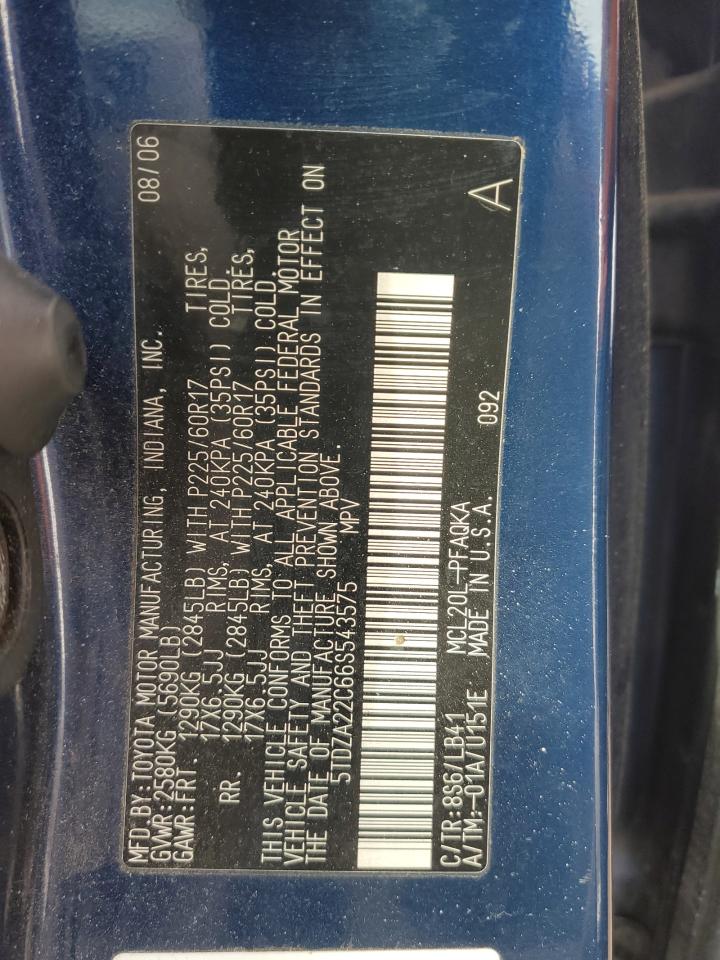 MFD.BY:TOYOTA MOTOR MANUFACTURING, INDIANA, INC. 08/06
GVWR:2580KG (5690LB)
GAWR:FRT. 1290KG (2845LB) WITH P225/60R17 TIRES,
17X6.5JJ RIMS, AT 240KPA (35PSI) COLD.
RR. 1290KG (2845LB) WITH P225/60R17 TIRES,
17X6.5JJ RIMS, AT 240KPA (35PSI) COLD.
THIS VEHICLE CONFORMS TO ALL APPLICABLE FEDERAL MOTOR
VEHICLE SAFETY AND THEFT PREVENTION STANDARDS IN EFFECT ON
THE DATE OF MANUFACTURE SHOWN ABOVE.
5TDZA22C66S543575 MPV
C/TR:8S6/LB41 MCL20L-PFAQKA
A/TM:-01A/U151E MADE IN U.S.A. 092 A